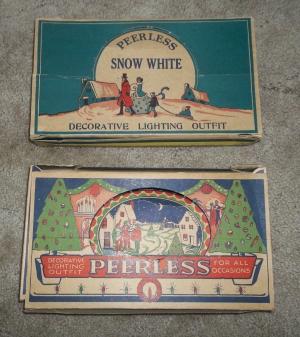 PEERLESS
SNOW WHITE
DECORATIVE LIGHTING OUTFIT
DECORATIVE
LIGHTING
OUTFIT
PEERLESS
FOR ALL
OCCASIONS